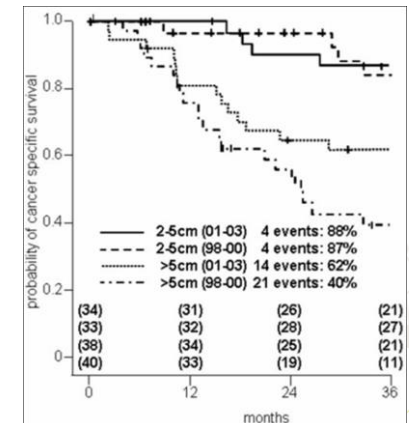 probability of cancer specific survival
1.0
0.8
0.6
0.4
0.2
0
2-5cm (01-03) 4 events: 88%
2-5cm (98-00) 4 events: 87%
>5cm (01-03) 14 events: 62%
>5cm (98-00) 21 events: 40%
(34) (31) (26) (21)
(33) (32) (28) (27)
(38) (34) (25) (21)
(40) (33) (19) (11)
0 12 24 36
months